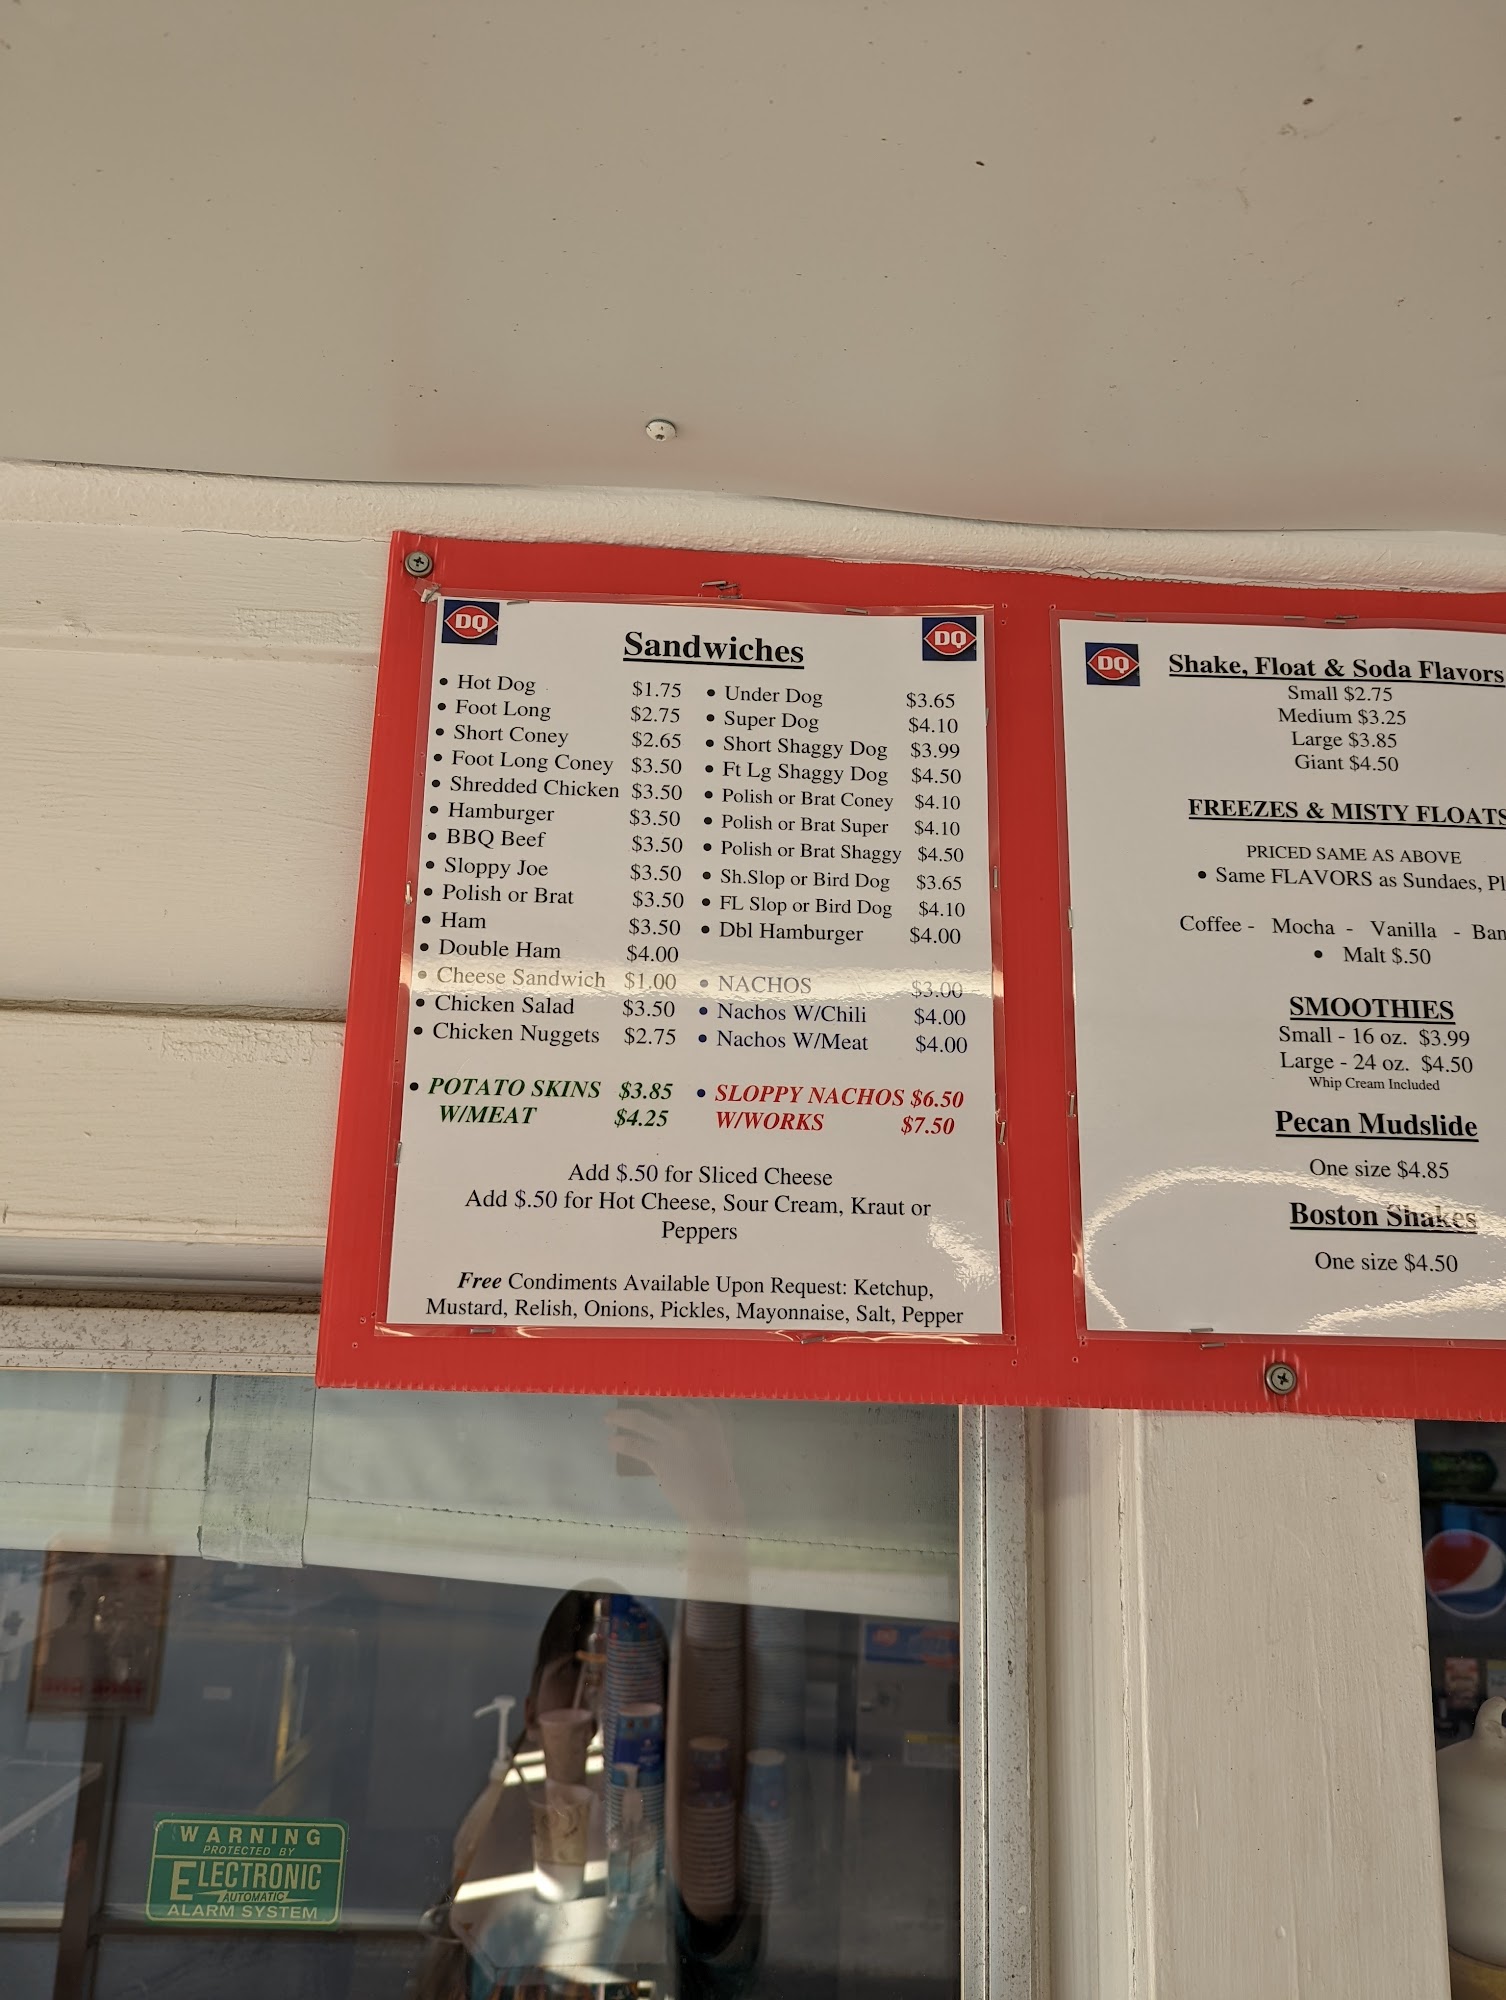 DQ
DQ
Sandwiches
• Hot Dog $1.75
• Foot Long $2.75
• Short Coney $2.65
• Foot Long Coney $3.50
• Shredded Chicken $3.50
• Hamburger $3.50
• BBQ Beef $3.50
• Sloppy Joe $3.50
• Polish or Brat $3.50
• Ham $3.50
• Double Ham $4.00
• Cheese Sandwich $1.00
• Chicken Salad $3.50
• Chicken Nuggets $2.75
• POTATO SKINS $3.85
W/MEAT $4.25
• Under Dog $3.65
• Super Dog $4.10
• Short Shaggy Dog $3.99
• Ft Lg Shaggy Dog $4.50
• Polish or Brat Coney $4.10
• Polish or Brat Super $4.10
• Polish or Brat Shaggy $4.50
• Sh.Slop or Bird Dog $3.65
• FL Slop or Bird Dog $4.10
• Dbl Hamburger $4.00
• NACHOS $3.00
• Nachos W/Chili $4.00
• Nachos W/Meat $4.00
• SLOPPY NACHOS $6.50
W/WORKS $7.50
Add $.50 for Sliced Cheese
Add $.50 for Hot Cheese, Sour Cream, Kraut or
Peppers
Free Condiments Available Upon Request: Ketchup,
Mustard, Relish, Onions, Pickles, Mayonnaise, Salt, Pepper
DQ
Shake, Float & Soda Flavors
Small $2.75
Medium $3.25
Large $3.85
Giant $4.50
FREEZES & MISTY FLOATS
PRICED SAME AS ABOVE
• Same FLAVORS as Sundaes,
Coffee - Mocha - Vanilla -
• Malt $.50
SMOOTHIES
Small - 16 oz. $3.99
Large - 24 oz. $4.50
Whip Cream Included
Pecan Mudslide
One size $4.85
Boston Shakes
One size $4.50
WARNING
PROTECTED BY
ELECTRONIC
AUTOMATIC
ALARM SYSTEM